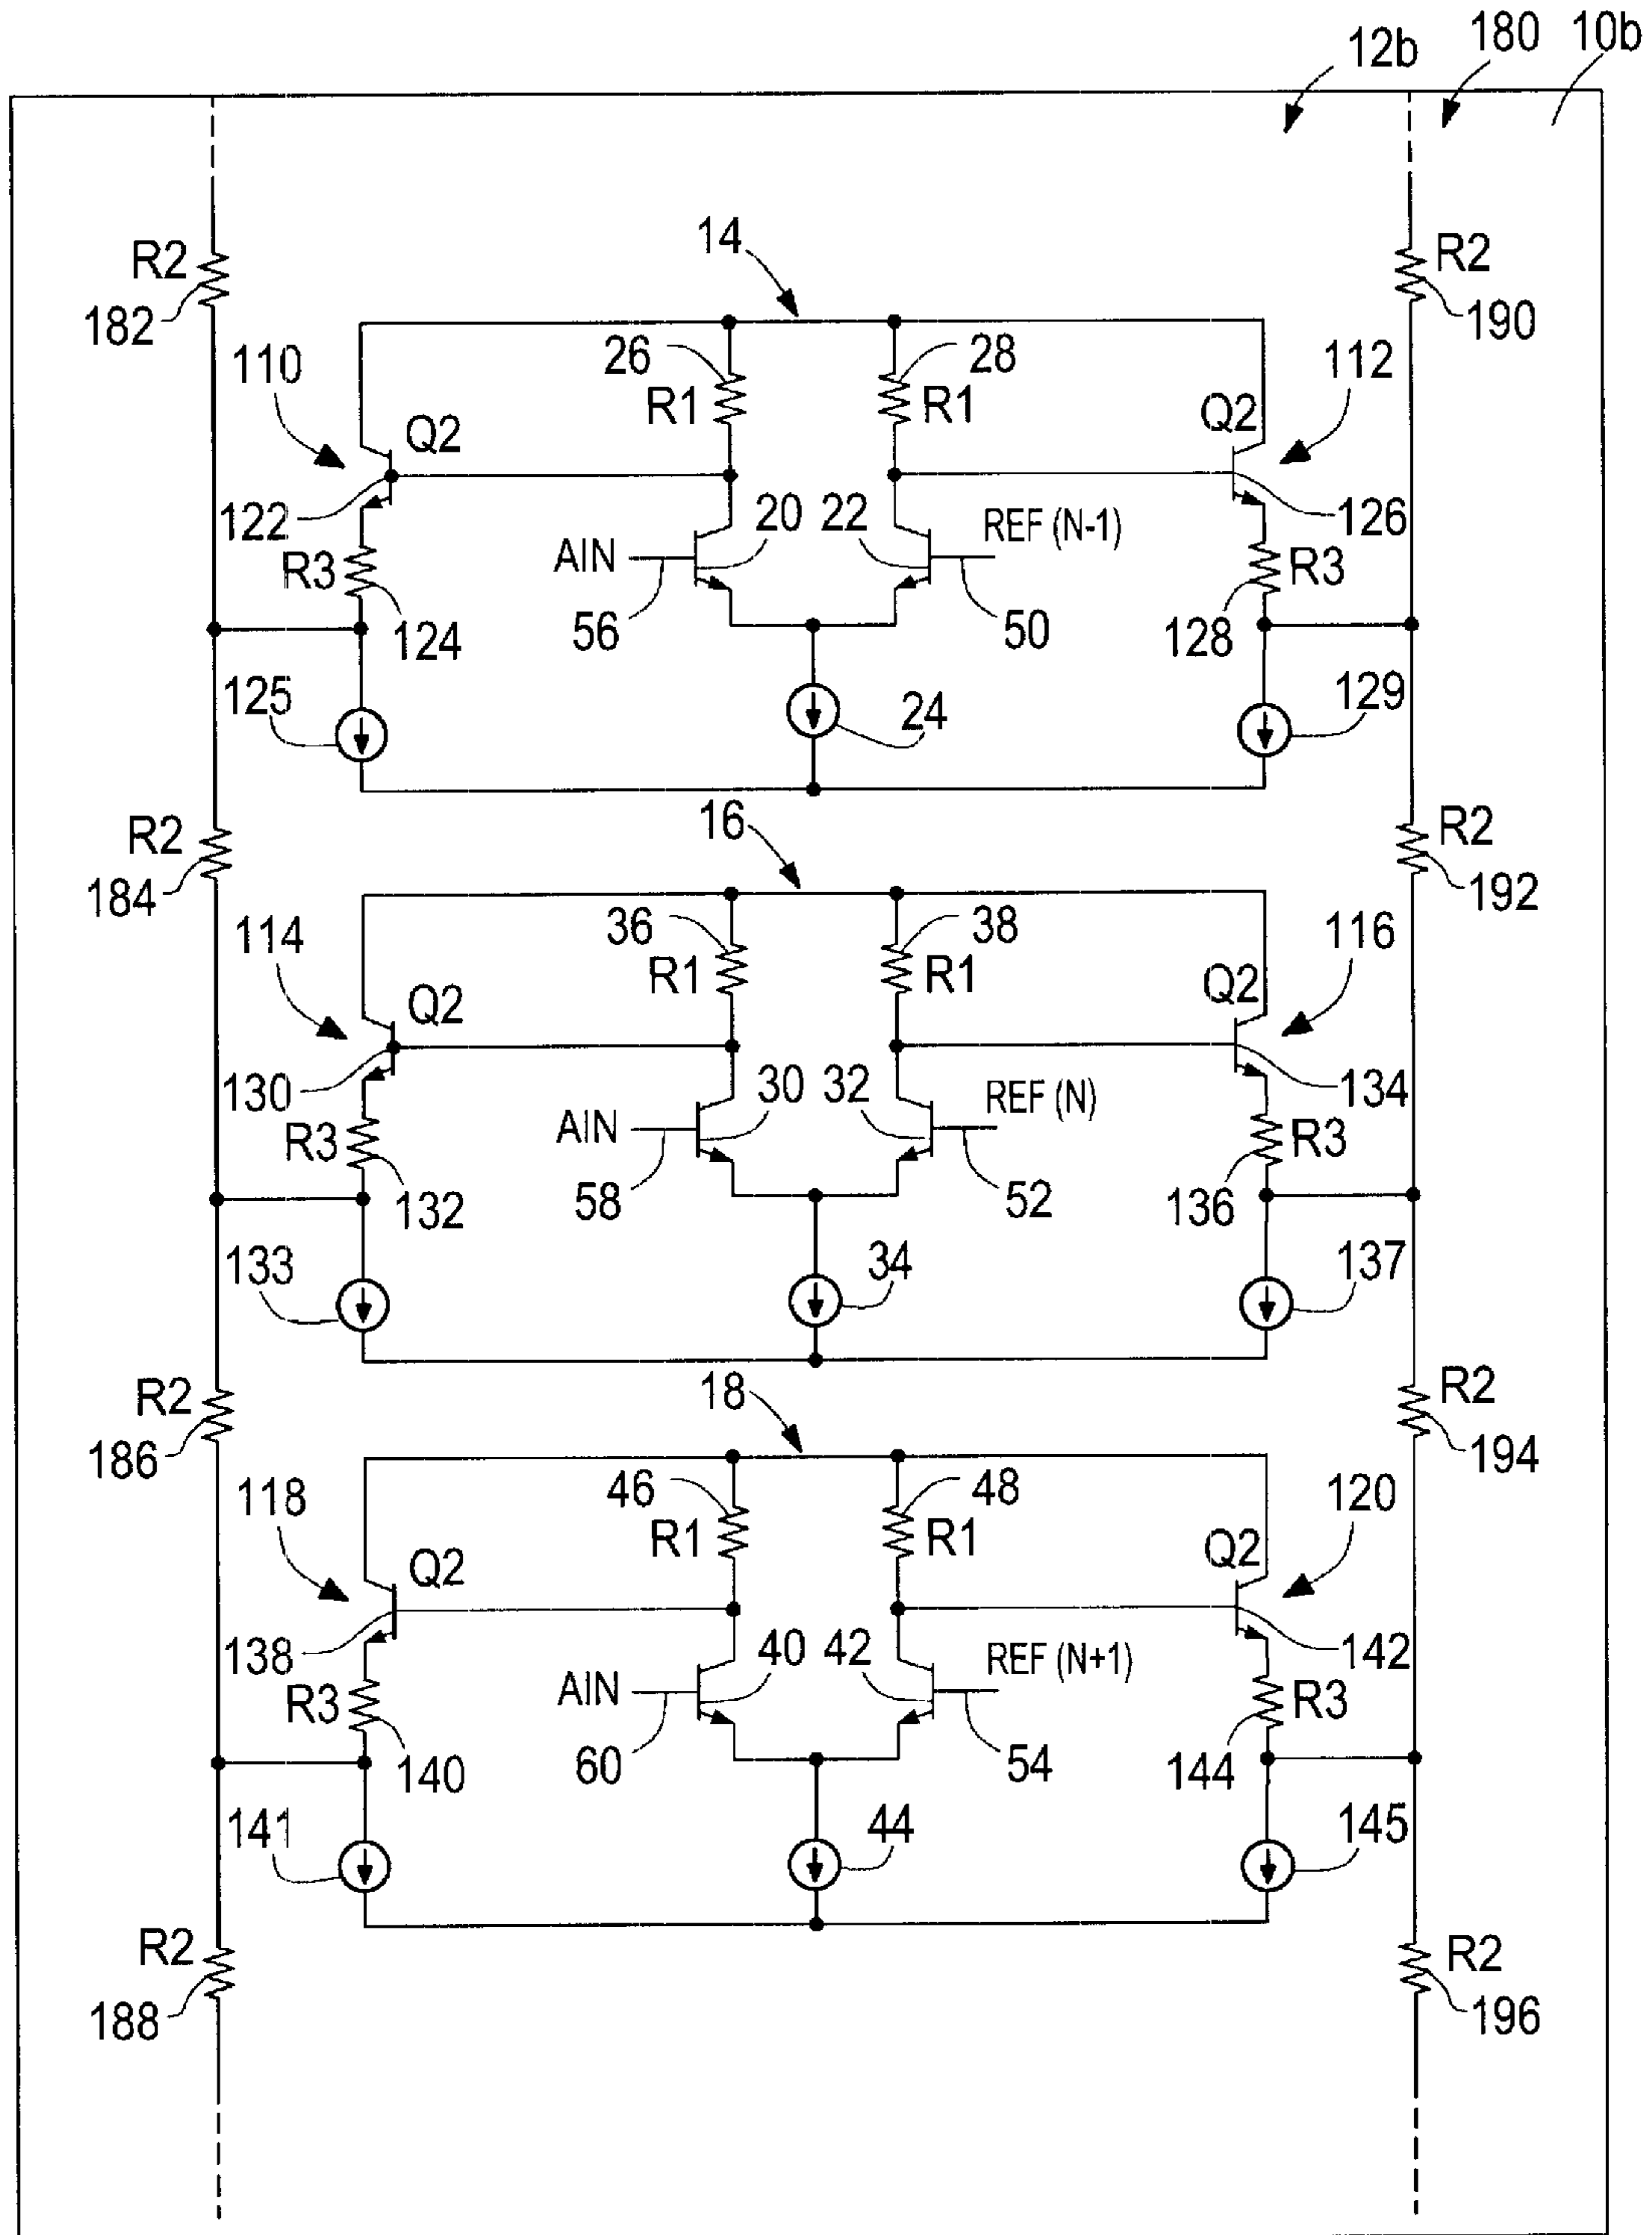 12b 180 10b
14
R2 R2
182 26 28 190
110 R1 R1 112
Q2 Q2
122 20 22 REF (N-1) 126
R3 AIN R3
124 56 50 128
125 24 129
16
R2 R2
184 36 38 192
114 R1 R1 116
Q2 Q2
130 30 32 REF (N) 134
R3 AIN R3
132 58 52 136
133 34 137
18
R2 R2
186 46 48 194
118 R1 R1 120
Q2 Q2
138 40 42 REF (N+1) 142
R3 AIN R3
140 60 54 144
141 44 145
R2 R2
188 196